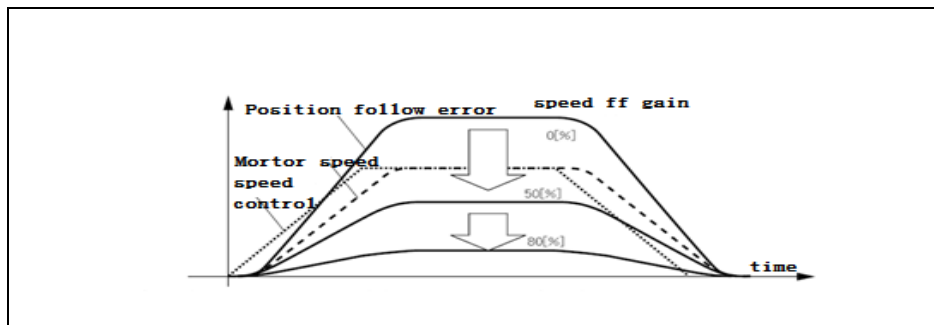 speed ff gain
Position follow error
0[%]
Mortor speed
speed
control
50[%]
80[%]
time